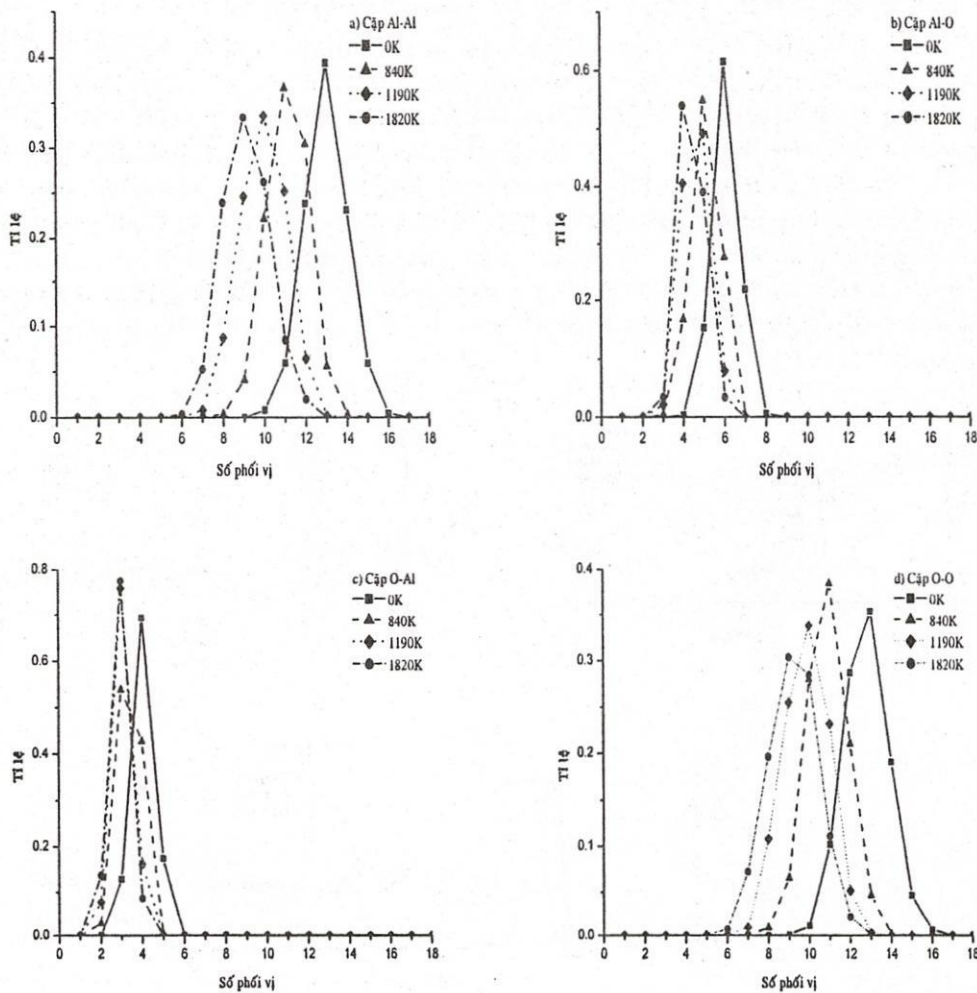 a) Cặp Al-Al
0K
840K
1190K
1820K
0.4
0.3
0.2
0.1
0.0
Tỉ lệ
0 2 4 6 8 10 12 14 16 18
Số phối vị
b) Cặp Al-O
0K
840K
1190K
1820K
0.6
0.4
0.2
0.0
Tỉ lệ
0 2 4 6 8 10 12 14 16 18
Số phối vị
c) Cặp O-Al
0K
840K
1190K
1820K
0.8
0.6
0.4
0.2
0.0
Tỉ lệ
0 2 4 6 8 10 12 14 16 18
Số phối vị
d) Cặp O-O
0K
840K
1190K
1820K
0.4
0.3
0.2
0.1
0.0
Tỉ lệ
0 2 4 6 8 10 12 14 16 18
Số phối vị